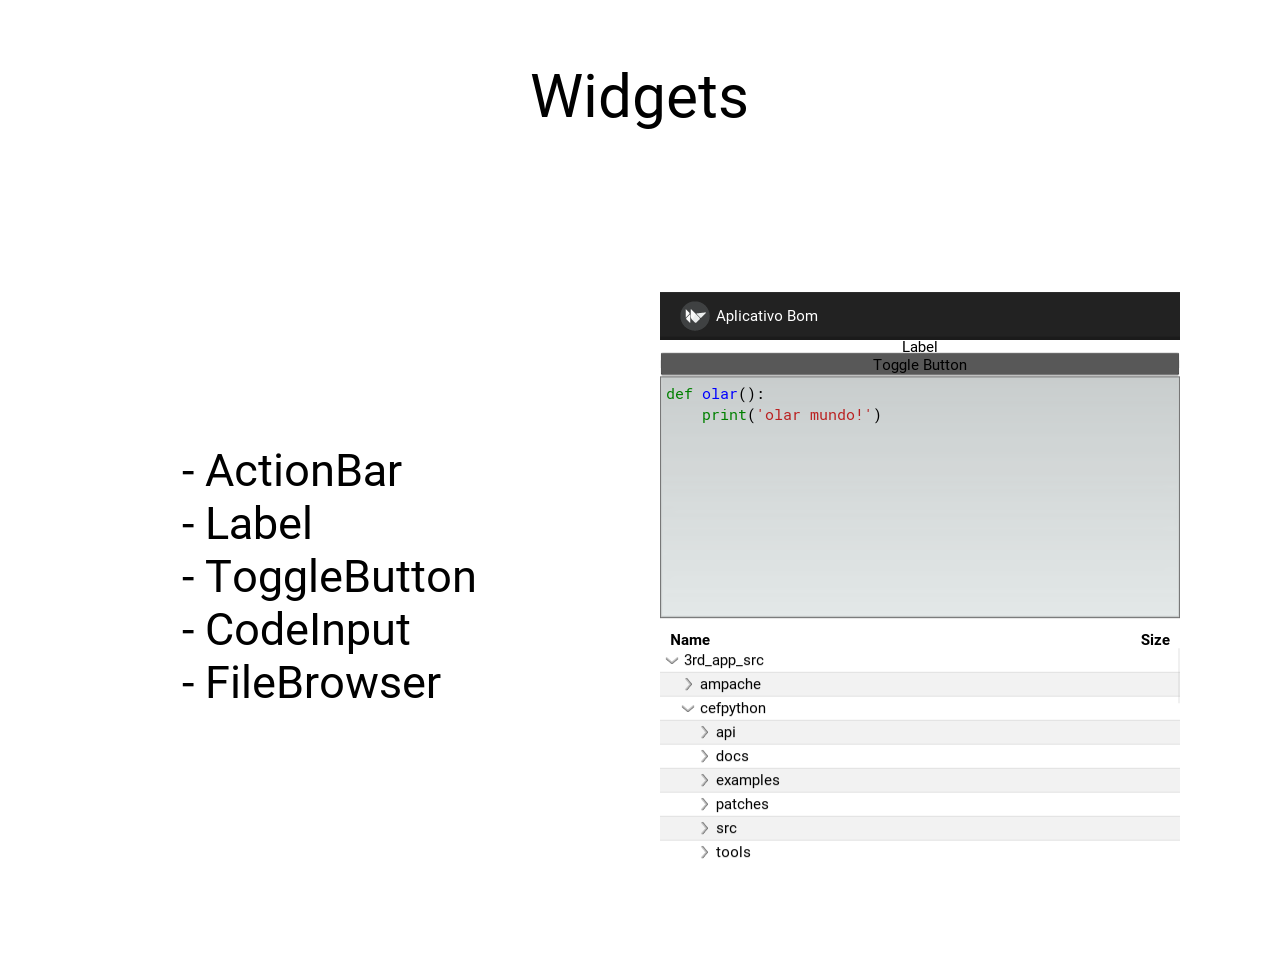 Widgets
- ActionBar
- Label
- ToggleButton
- CodeInput
- FileBrowser
Aplicativo Bom
Label
Toggle Button
def olar():
    print('olar mundo!')
Name Size
3rd_app_src
ampache
cefpython
api
docs
examples
patches
src
tools